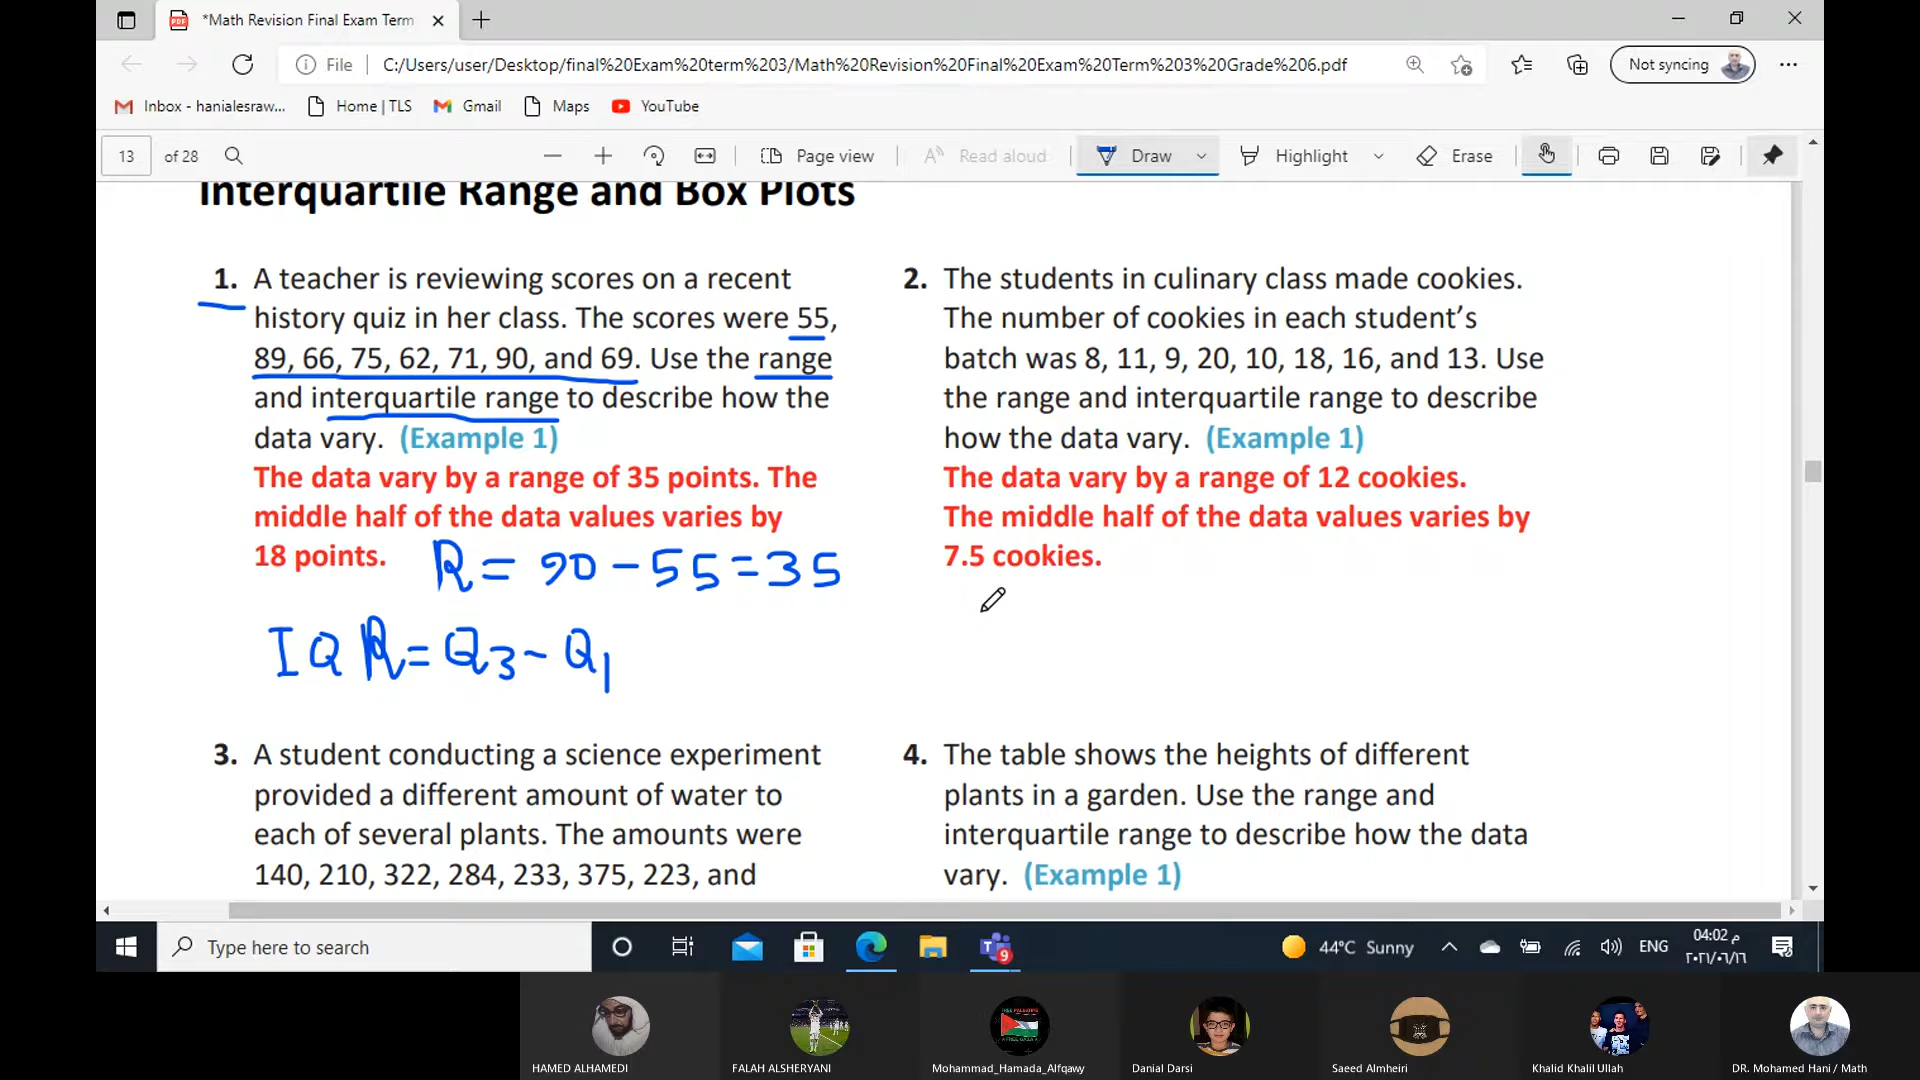 *Math Revision Final Exam Term
File C:/Users/user/Desktop/final%20Exam%20term%203/Math%20Revision%20Final%20Exam%20Term%203%20Grade%206.pdf Not syncing
Inbox - hanialesraw... Home | TLS Gmail Maps YouTube
13 of 28 Page view Read aloud Draw Highlight Erase
Interquartile Range and Box Plots
1. A teacher is reviewing scores on a recent
history quiz in her class. The scores were 55,
89, 66, 75, 62, 71, 90, and 69. Use the range
and interquartile range to describe how the
data vary. (Example 1)
The data vary by a range of 35 points. The
middle half of the data values varies by
18 points.
R = 90 - 55 = 35
IQR = Q3 - Q1
2. The students in culinary class made cookies.
The number of cookies in each student’s
batch was 8, 11, 9, 20, 10, 18, 16, and 13. Use
the range and interquartile range to describe
how the data vary. (Example 1)
The data vary by a range of 12 cookies.
The middle half of the data values varies by
7.5 cookies.
3. A student conducting a science experiment
provided a different amount of water to
each of several plants. The amounts were
140, 210, 322, 284, 233, 375, 223, and
4. The table shows the heights of different
plants in a garden. Use the range and
interquartile range to describe how the data
vary. (Example 1)
Type here to search 9 44°C Sunny ENG 04:02 م
٢٠٢١/٠٦/١٦
HAMED ALHAMEDI FALAH ALSHERYANI Mohammad_Hamada_Alfqawy Danial Darsi Saeed Almheiri Khalid Khalil Ullah DR. Mohamed Hani / Math